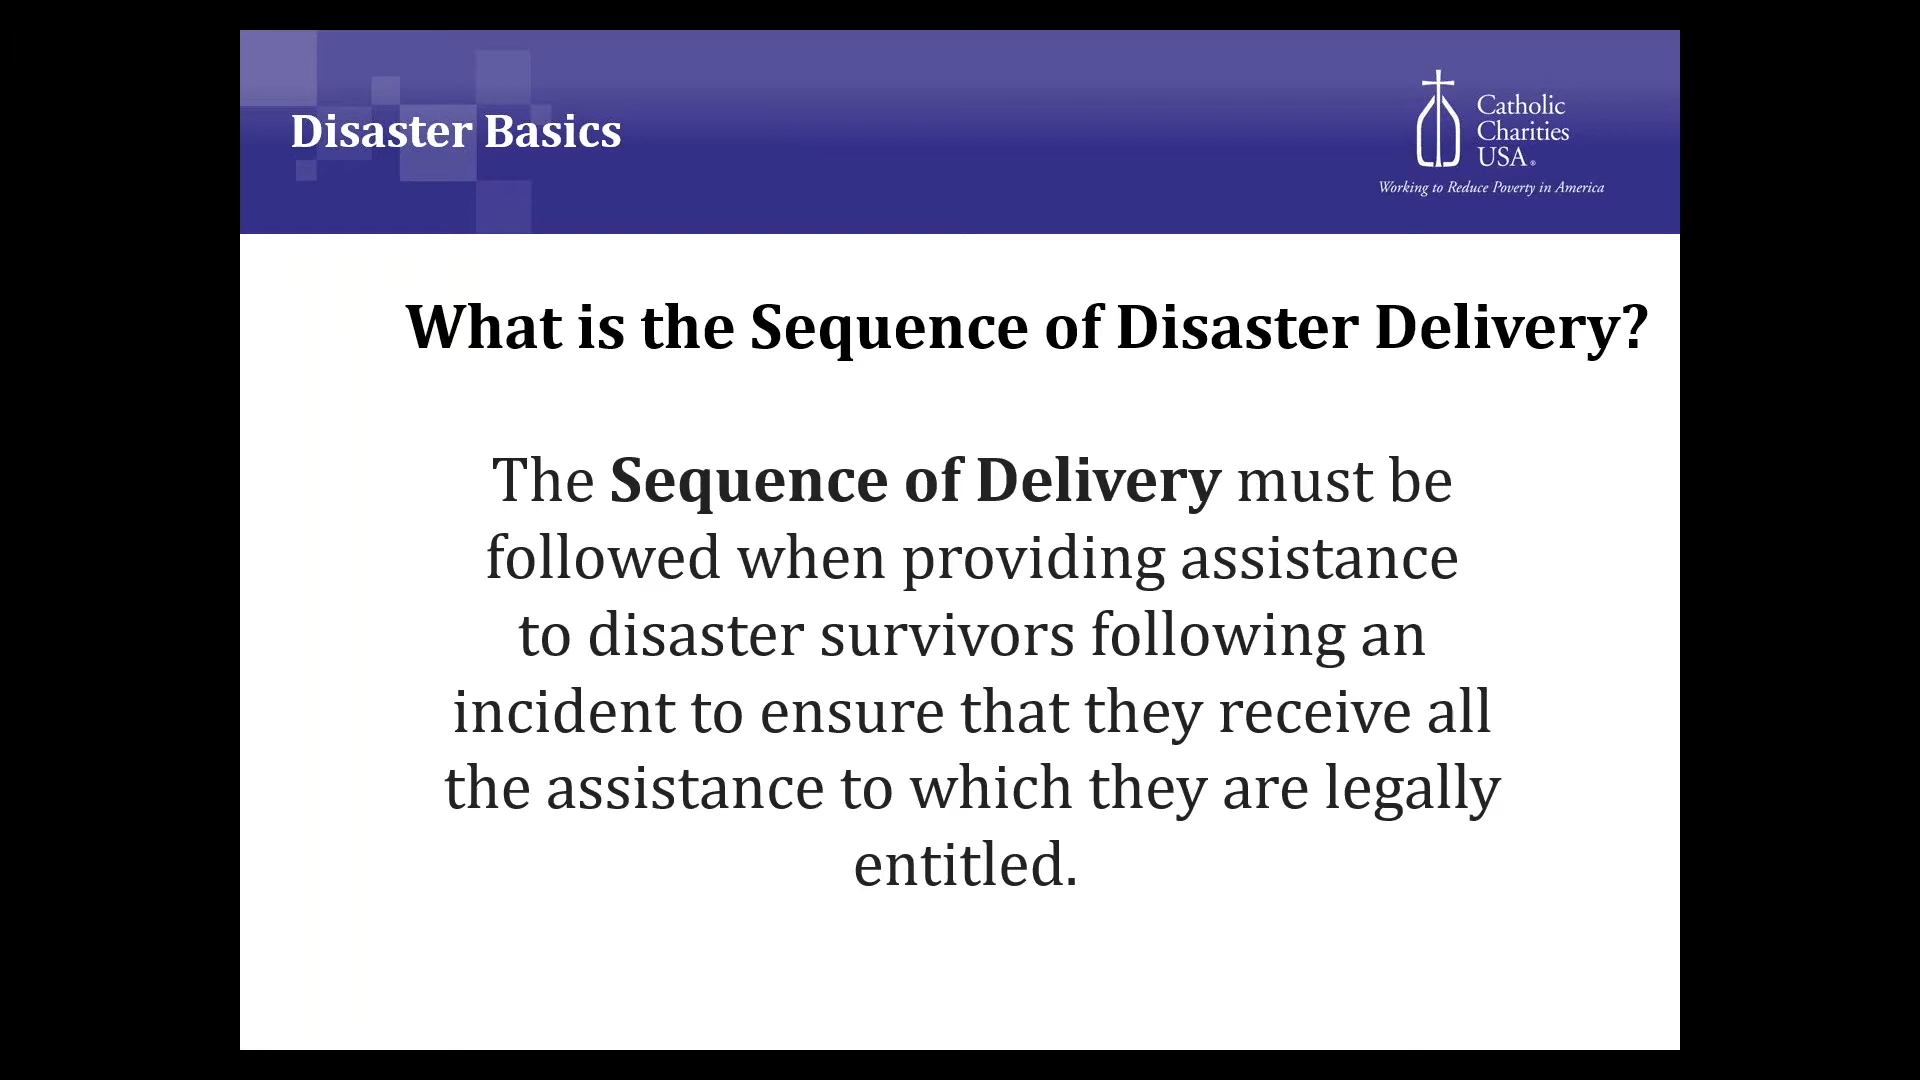 Disaster Basics
Catholic
Charities
USA®
Working to Reduce Poverty in America
What is the Sequence of Disaster Delivery?
The Sequence of Delivery must be
followed when providing assistance
to disaster survivors following an
incident to ensure that they receive all
the assistance to which they are legally
entitled.